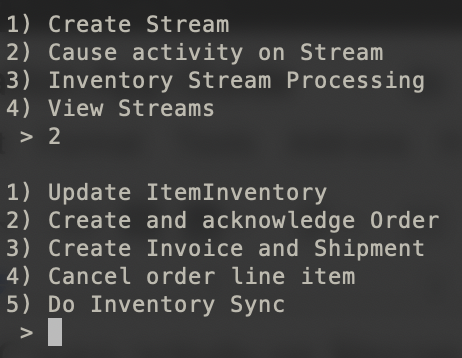 1) Create Stream
2) Cause activity on Stream
3) Inventory Stream Processing
4) View Streams
 > 2

1) Update ItemInventory
2) Create and acknowledge Order
3) Create Invoice and Shipment
4) Cancel order line item
5) Do Inventory Sync
 >